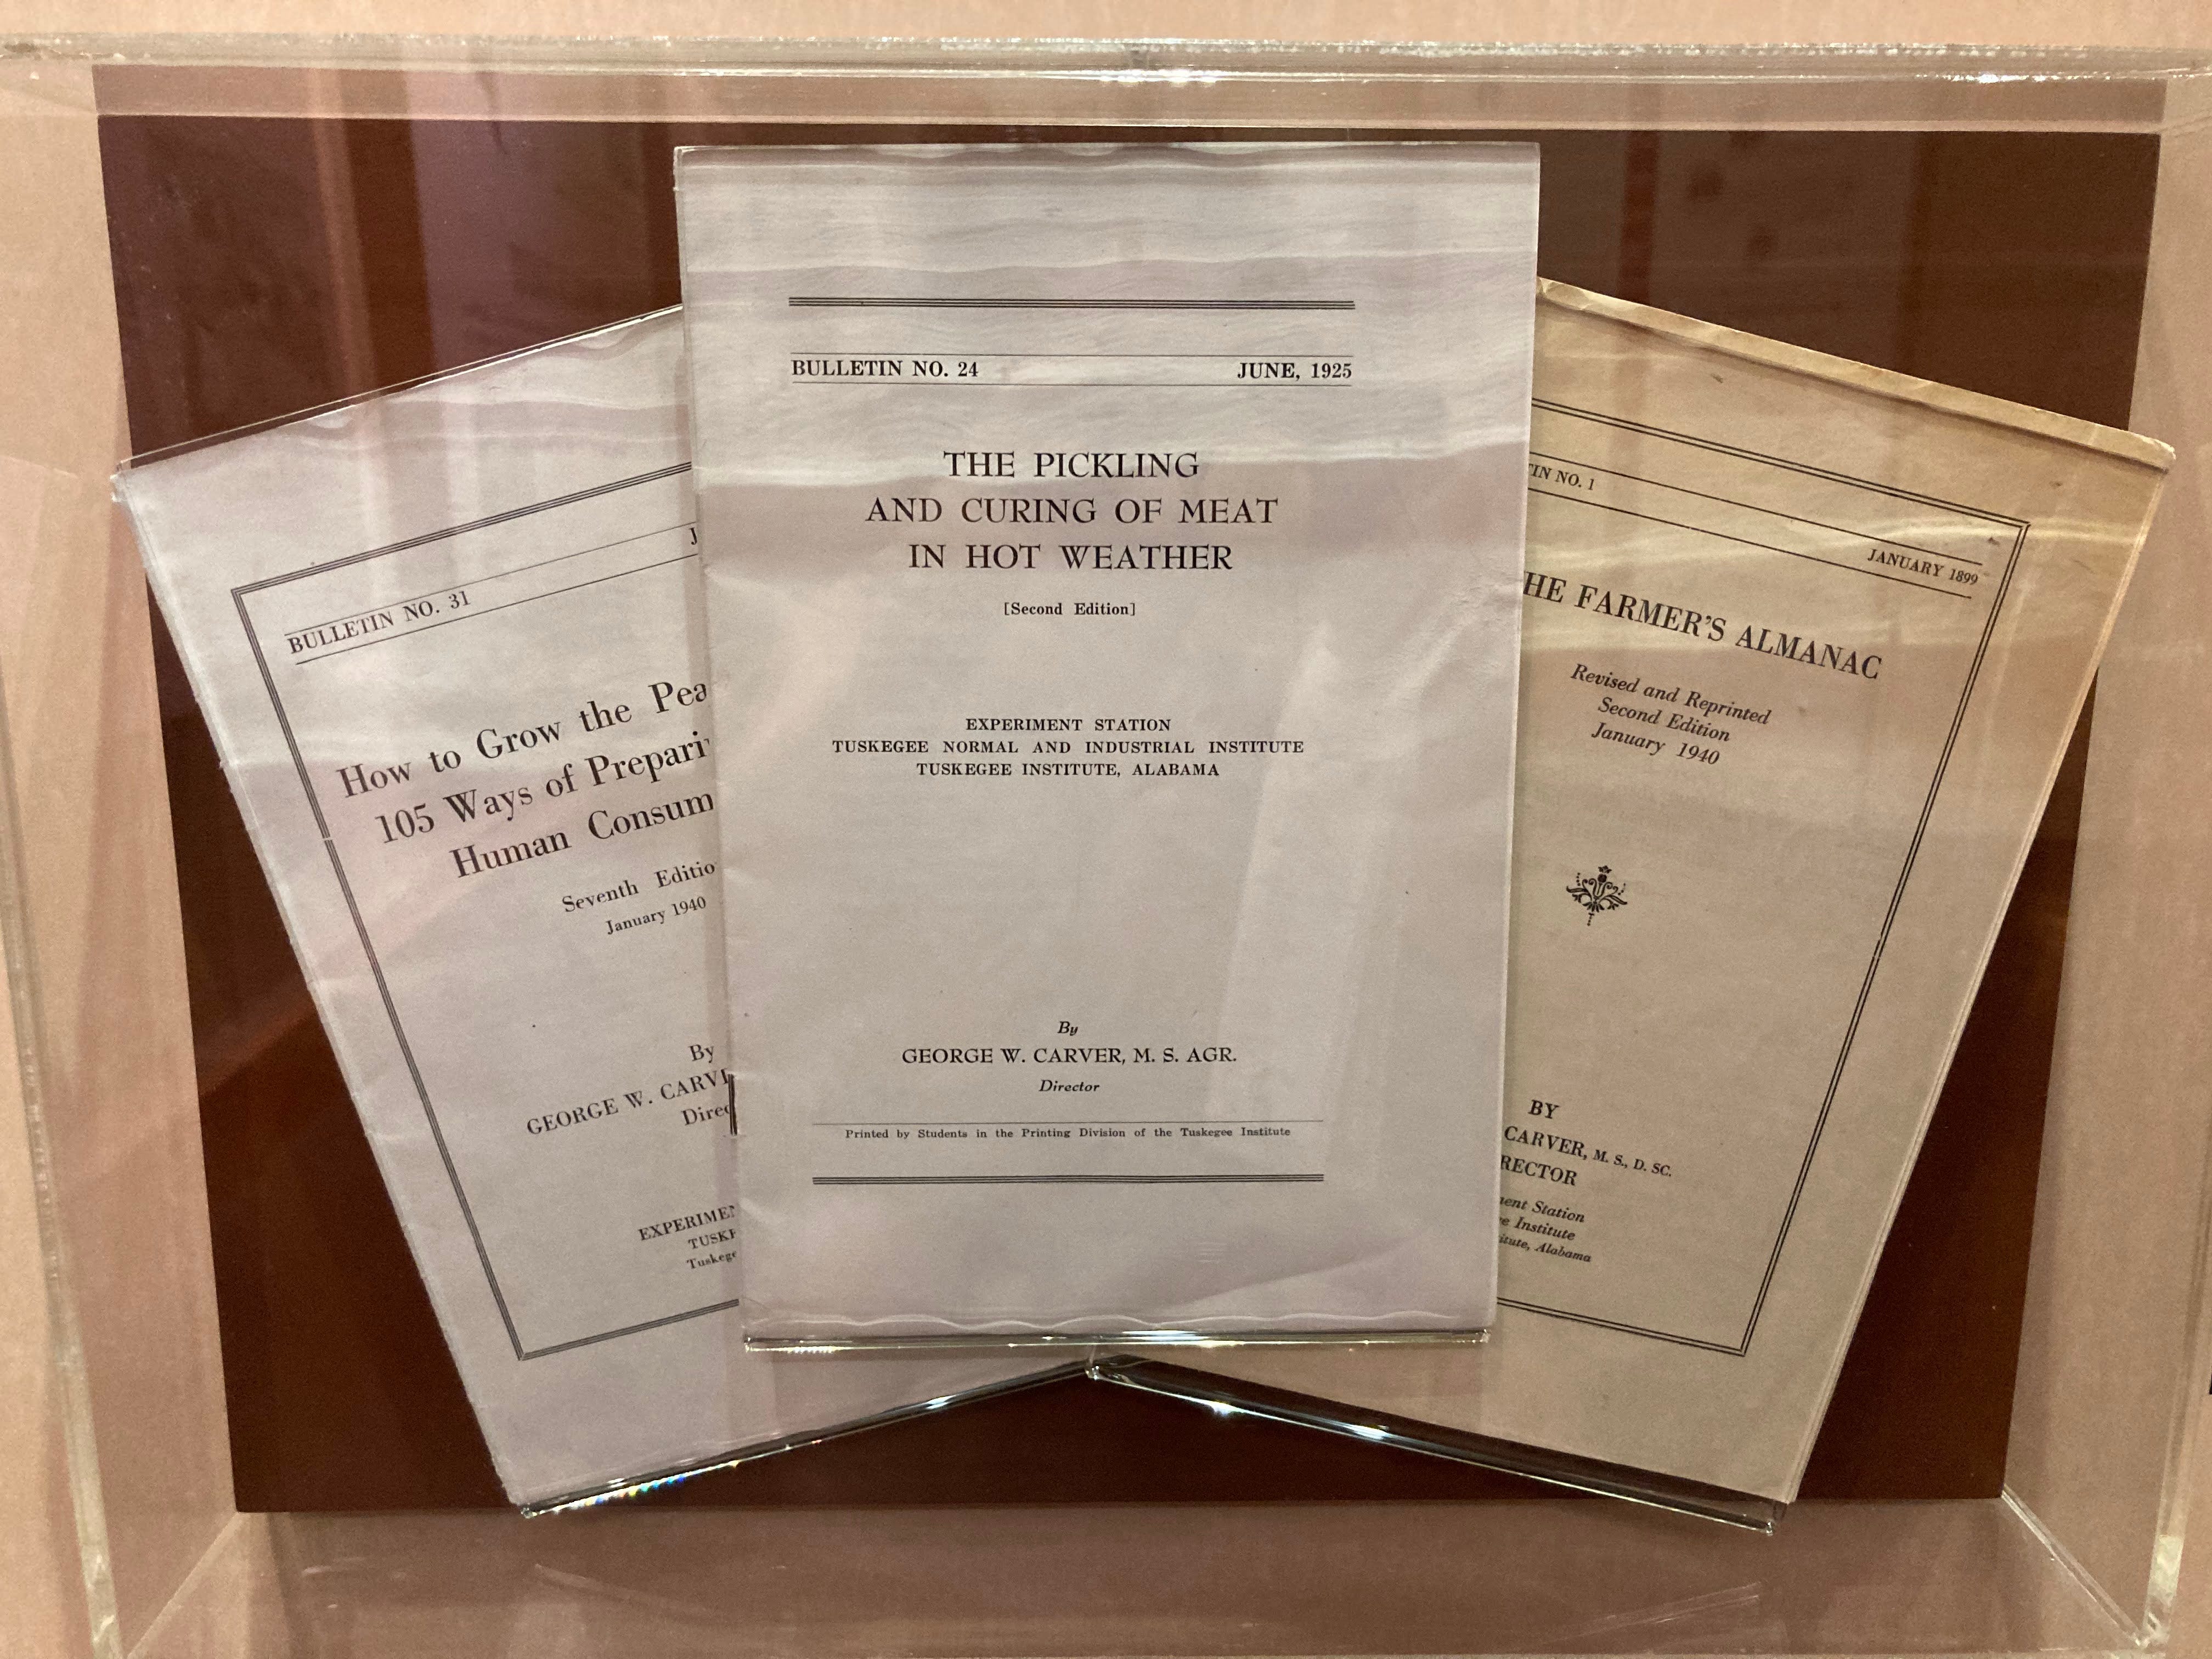 BULLETIN NO. 31
How to Grow the Pea
105 Ways of Prepari
Human Consum
Seventh Editio
January 1940
By
GEORGE W. CARV
Direc
EXPERIMEN
TUSK
Tuskege
BULLETIN NO. 24 JUNE, 1925
THE PICKLING
AND CURING OF MEAT
IN HOT WEATHER
[Second Edition]
EXPERIMENT STATION
TUSKEGEE NORMAL AND INDUSTRIAL INSTITUTE
TUSKEGEE INSTITUTE, ALABAMA
By
GEORGE W. CARVER, M. S. AGR.
Director
Printed by Students in the Printing Division of the Tuskegee Institute
TIN NO. 1
JANUARY 1899
HE FARMER'S ALMANAC
Revised and Reprinted
Second Edition
January 1940
BY
CARVER, M. S., D. SC.
RECTOR
ment Station
e Institute
itute, Alabama